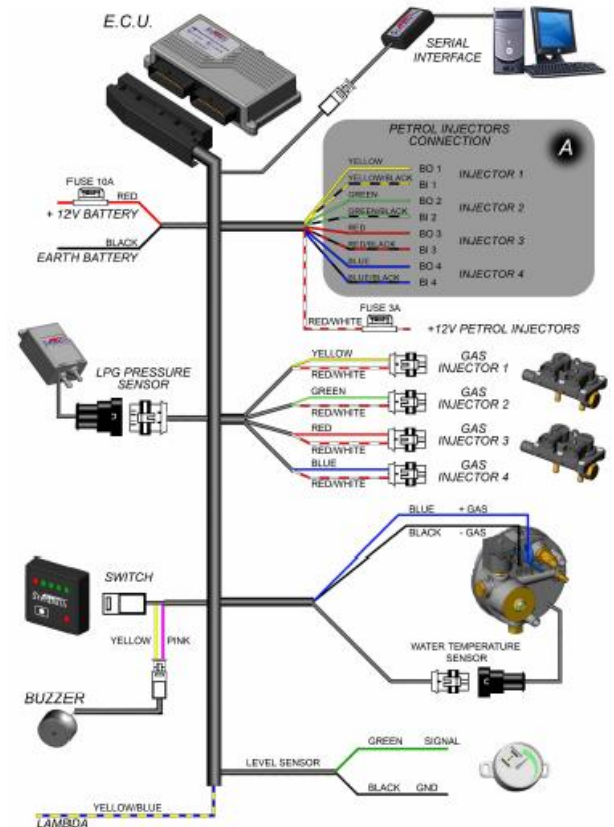 E.C.U.
SERIAL
INTERFACE
PETROL INJECTORS
CONNECTION
A
YELLOW
BO 1
YELLOW/BLACK
BI 1
INJECTOR 1
GREEN
BO 2
GREEN/BLACK
BI 2
INJECTOR 2
RED
BO 3
RED/BLACK
BI 3
INJECTOR 3
BLUE
BO 4
BLUE/BLACK
BI 4
INJECTOR 4
FUSE 10A
RED
+ 12V BATTERY
BLACK
EARTH BATTERY
FUSE 3A
RED/WHITE
+12V PETROL INJECTORS
LPG PRESSURE
SENSOR
YELLOW
RED/WHITE
GAS
INJECTOR 1
GREEN
RED/WHITE
GAS
INJECTOR 2
RED
RED/WHITE
GAS
INJECTOR 3
BLUE
RED/WHITE
GAS
INJECTOR 4
BLUE + GAS
BLACK - GAS
SWITCH
YELLOW PINK
WATER TEMPERATURE
SENSOR
BUZZER
LEVEL SENSOR
GREEN SIGNAL
BLACK GND
YELLOW/BLUE
LAMBDA